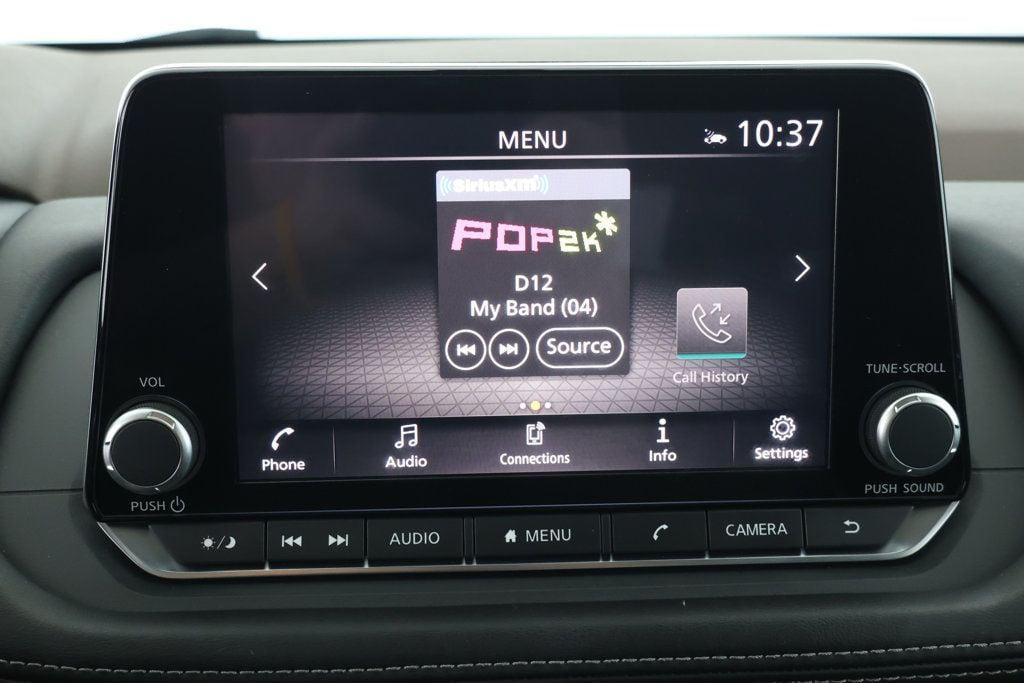 MENU
10:37
SiriusXM
POP2K
D12
My Band (04)
Source
Call History
VOL
TUNE·SCROLL
Phone
Audio
Connections
Info
Settings
PUSH
PUSH SOUND
AUDIO
MENU
CAMERA